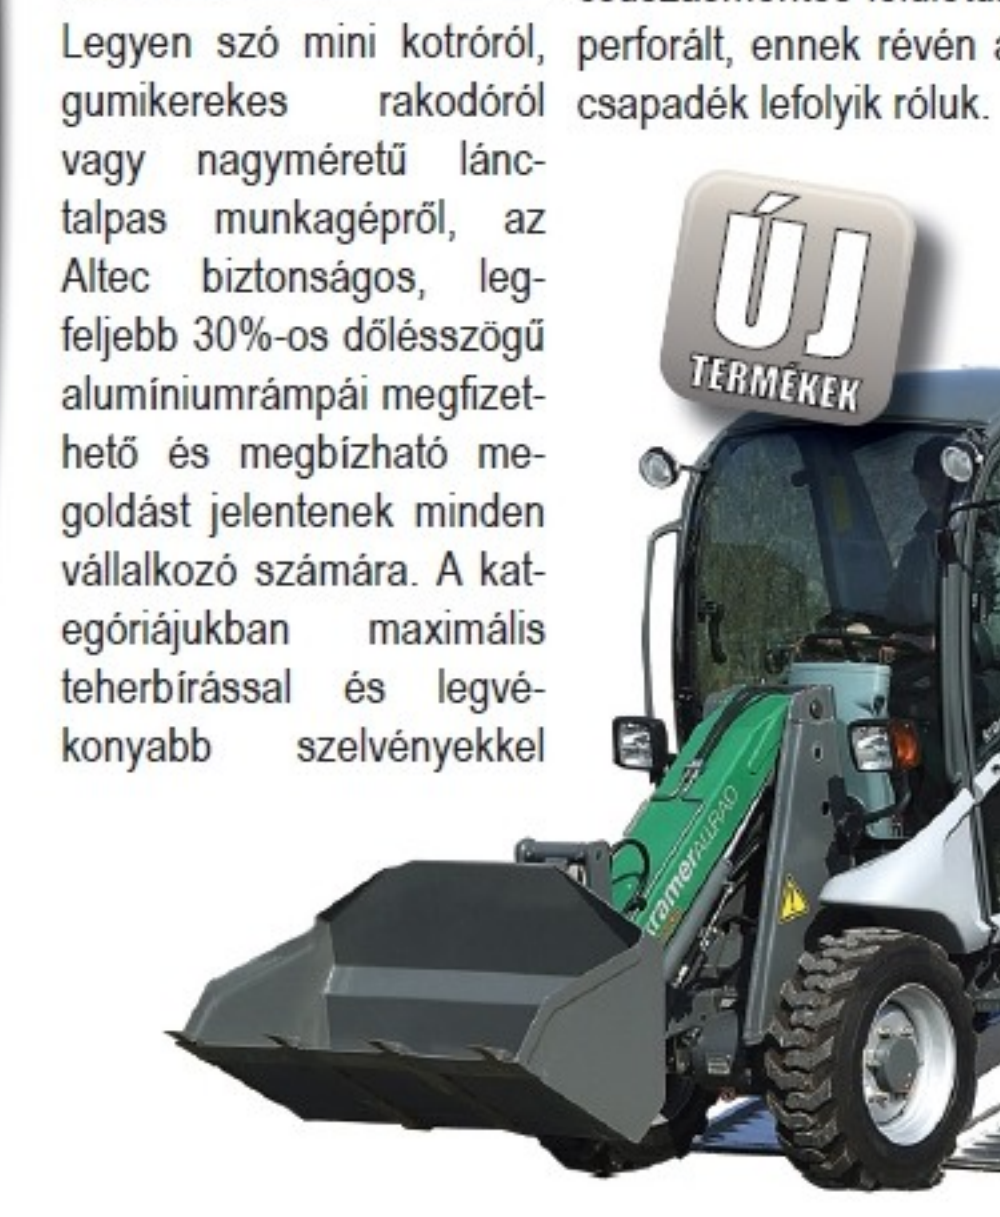 Legyen szó mini kotróról,
gumikerekes rakodóról
vagy nagyméretű lánc-
talpas munkagépről, az
Altec biztonságos, leg-
feljebb 30%-os dőlésszögű
alumíniumrámpái megfizet-
hető és megbízható me-
goldást jelentenek minden
vállalkozó számára. A kat-
egóriájukban maximális
teherbírással és legvé-
konyabb szelvényekkel
perforált, ennek révén a
csapadék lefolyik róluk.
ÚJ
TERMÉKEK
kramer ALLRAD